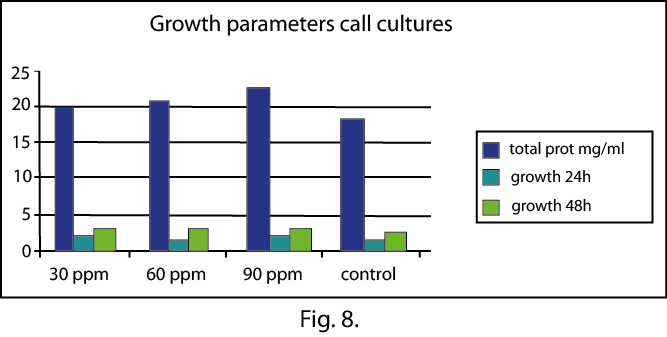 Growth parameters call cultures
25
20
15
10
5
0
30 ppm 60 ppm 90 ppm control
total prot mg/ml
growth 24h
growth 48h
Fig. 8.